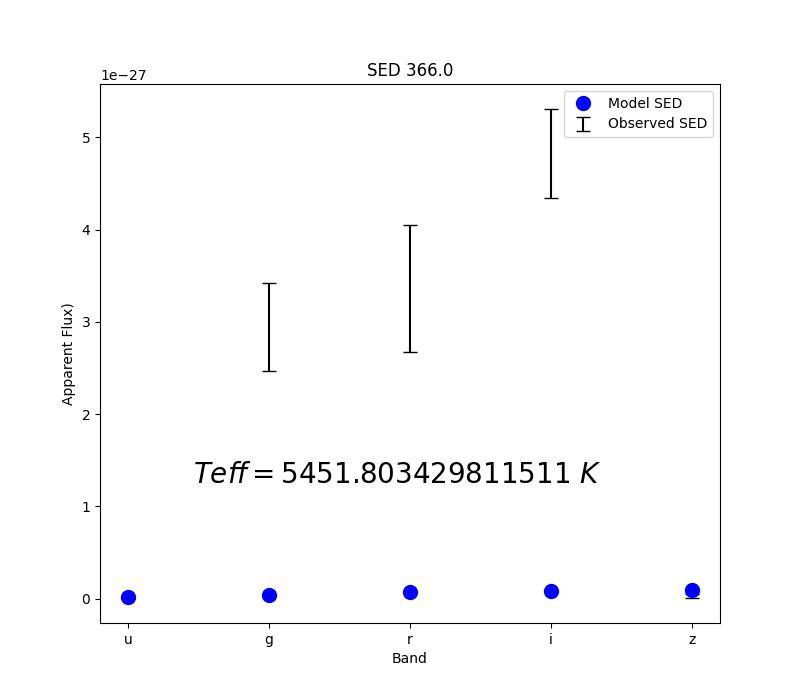 SED 366.0
1e−27
Model SED
Observed SED
5
4
3
2
1
0
Apparent Flux)
Teff = 5451.803429811511 K
u g r i z
Band